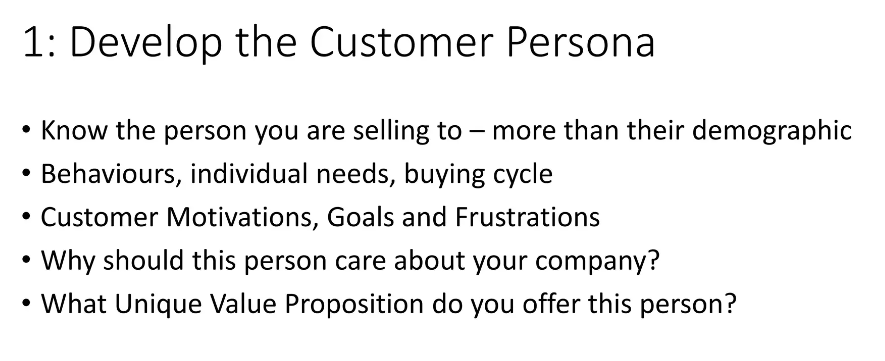 1: Develop the Customer Persona
• Know the person you are selling to – more than their demographic
• Behaviours, individual needs, buying cycle
• Customer Motivations, Goals and Frustrations
• Why should this person care about your company?
• What Unique Value Proposition do you offer this person?